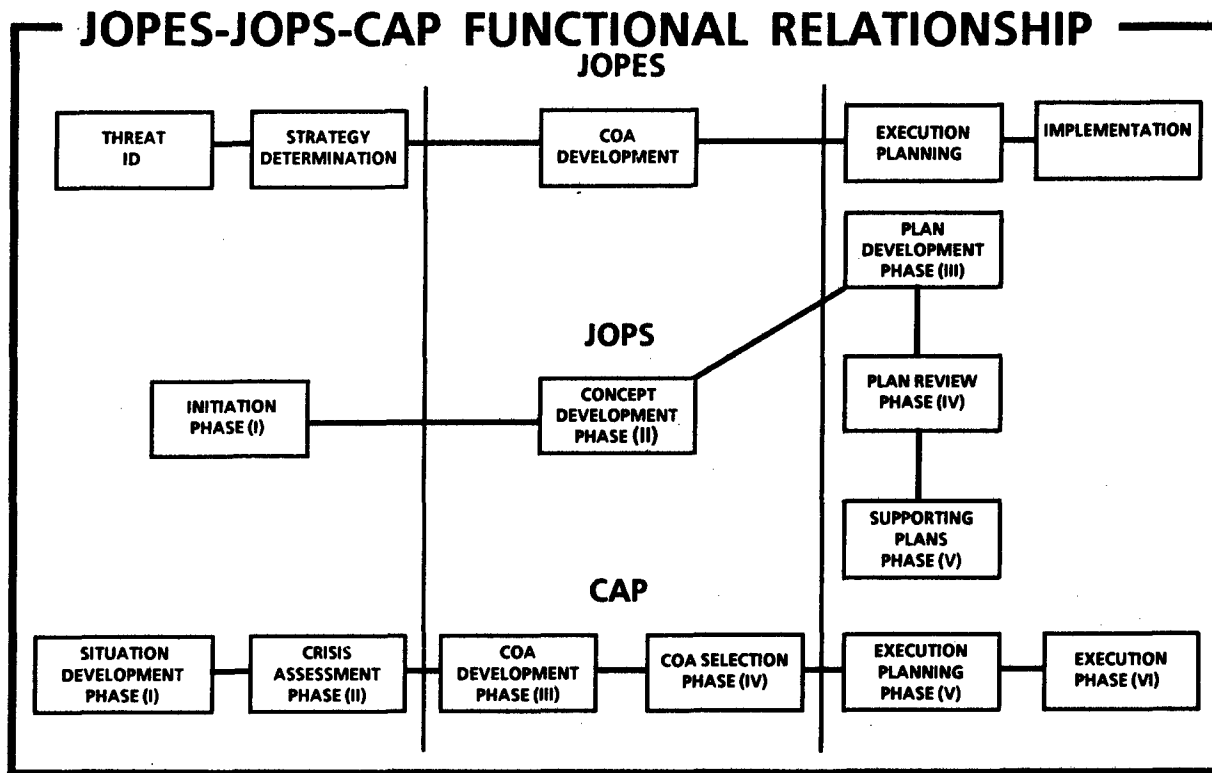 JOPES-JOPS-CAP FUNCTIONAL RELATIONSHIP
JOPES
THREAT
ID
STRATEGY
DETERMINATION
COA
DEVELOPMENT
EXECUTION
PLANNING
IMPLEMENTATION
PLAN
DEVELOPMENT
PHASE (III)
JOPS
INITIATION
PHASE (I)
CONCEPT
DEVELOPMENT
PHASE (II)
PLAN REVIEW
PHASE (IV)
SUPPORTING
PLANS
PHASE (V)
CAP
SITUATION
DEVELOPMENT
PHASE (I)
CRISIS
ASSESSMENT
PHASE (II)
COA
DEVELOPMENT
PHASE (III)
COA SELECTION
PHASE (IV)
EXECUTION
PLANNING
PHASE (V)
EXECUTION
PHASE (VI)